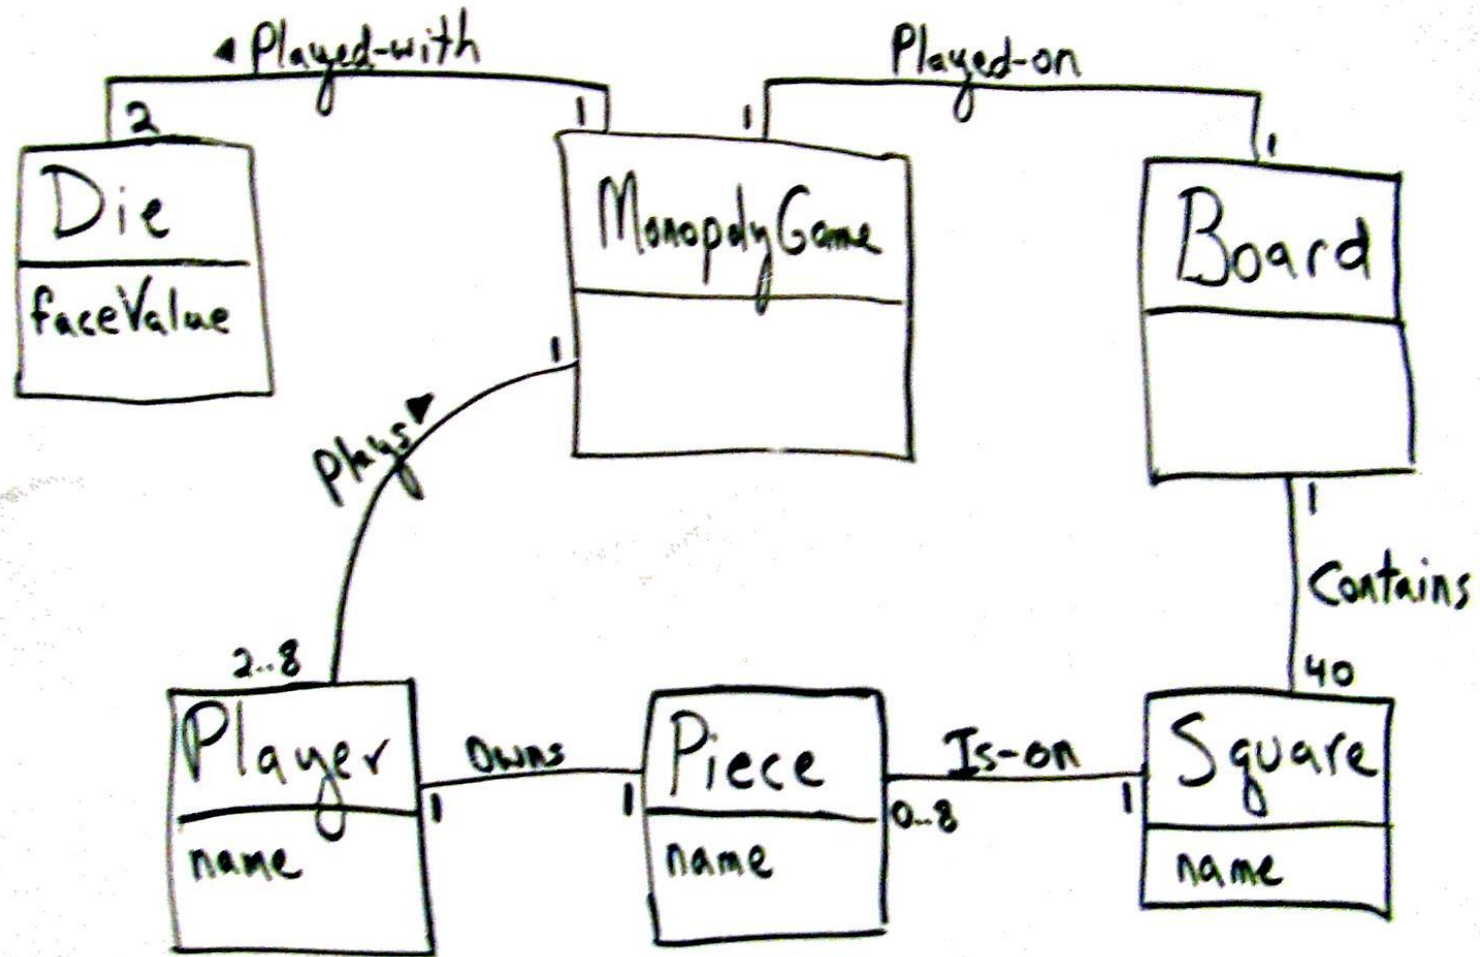 Played-with
Played-on
2
1
1
1
Die
faceValue
MonopolyGame
Board
1
Plays
1
Contains
2..8
40
Player
name
Owns
1
1
Piece
name
Is-on
0..8
1
Square
name